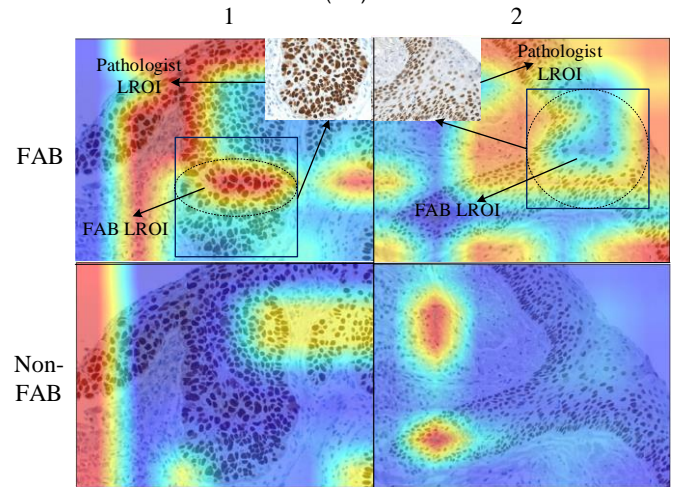 1 2
Pathologist
LROI
Pathologist
LROI
FAB
FAB LROI
FAB LROI
Non-
FAB